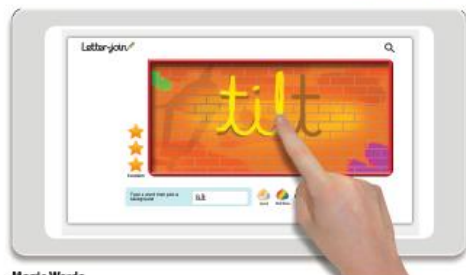 Letter-join
tilt
Type a word then pick a
background
tilt
Magic Words